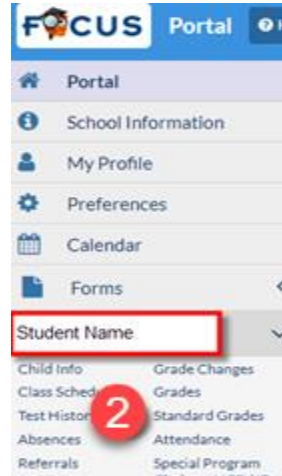 FOCUS Portal
Portal
School Information
My Profile
Preferences
Calendar
Forms
Student Name
Child Info Grade Changes
Class Sched Grades
Test Histor 2 Standard Grades
Absences Attendance
Referrals Special Program